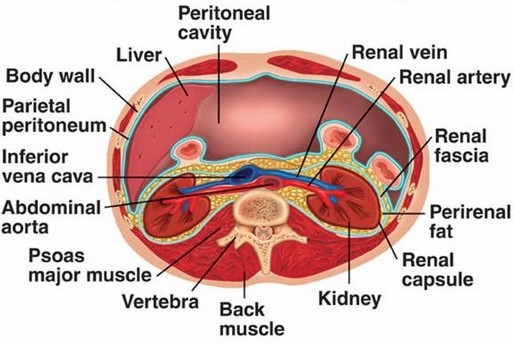 Peritoneal
cavity
Liver
Body wall
Parietal
peritoneum
Inferior
vena cava
Abdominal
aorta
Psoas
major muscle
Vertebra
Back
muscle
Kidney
Renal
capsule
Perirenal
fat
Renal
fascia
Renal artery
Renal vein